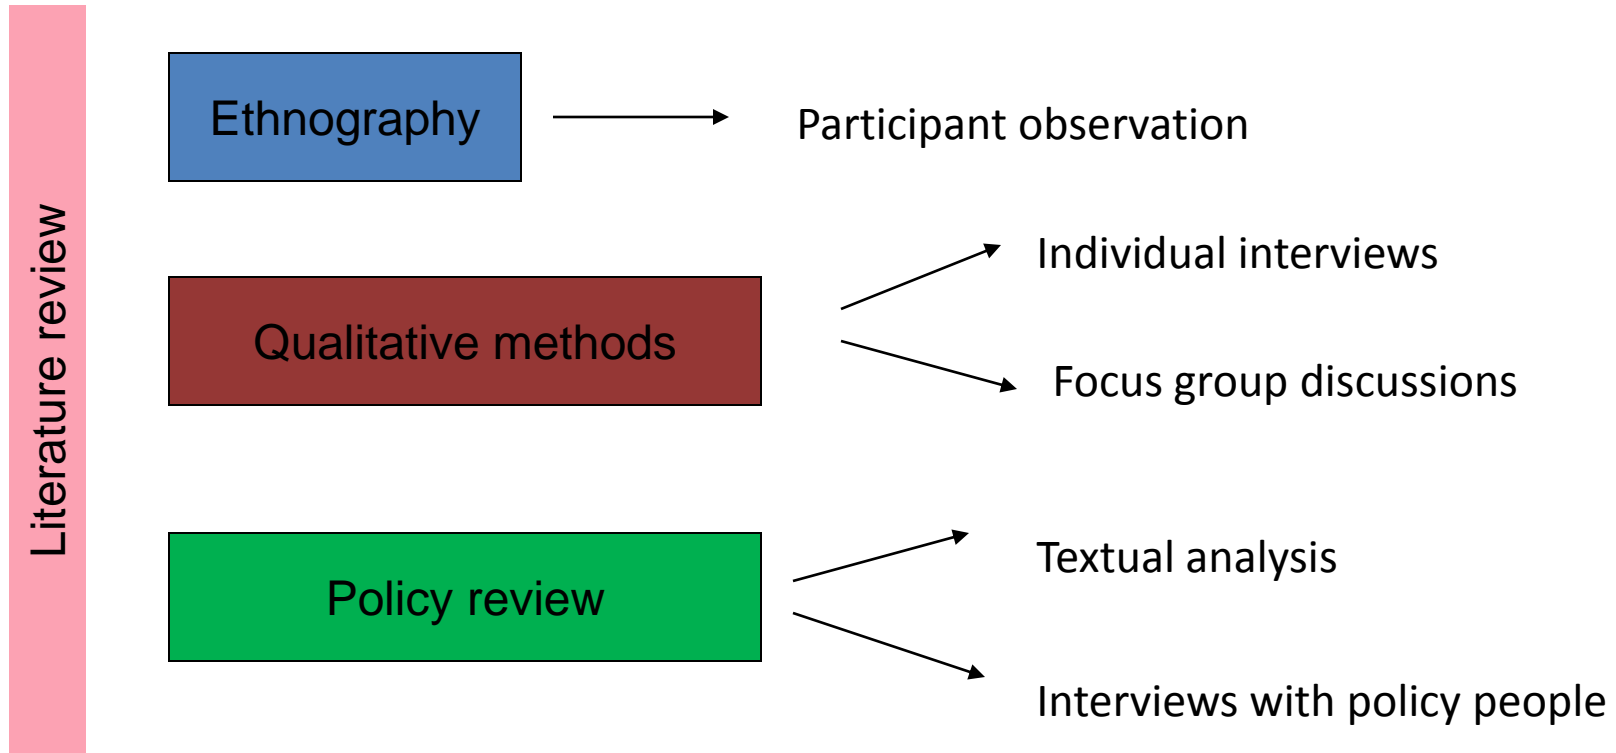 Literature review
Ethnography
Participant observation
Qualitative methods
Individual interviews
Focus group discussions
Policy review
Textual analysis
Interviews with policy people